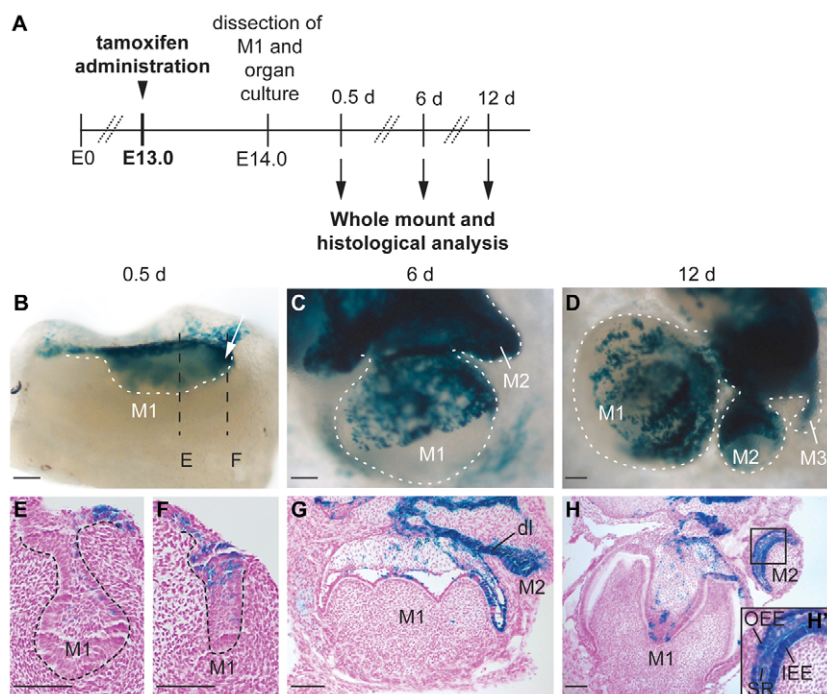 A
tamoxifen
administration
dissection of
M1 and
organ
culture
0.5 d
6 d
12 d
E0
E13.0
E14.0
Whole mount and
histological analysis
0.5 d
6 d
12 d
B
M1
E
F
C
M2
M1
D
M1
M2
M3
E
M1
F
M1
G
dl
M2
M1
H
M2
M1
H'
OEE
SR
IEE